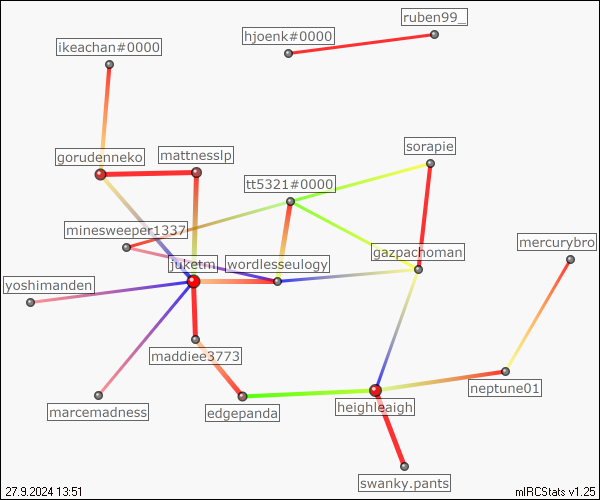 ruben99_
hjoenk#0000
ikeachan#0000
sorapie
mattnesslp
gorudenneko
tt5321#0000
minesweeper1337
mercurybro
gazpachoman
juketm
wordlesseulogy
yoshimanden
maddiee3773
neptune01
heighleaigh
marcemadness
edgepanda
swanky.pants
27.9.2024 13:51
mIRCStats v1.25